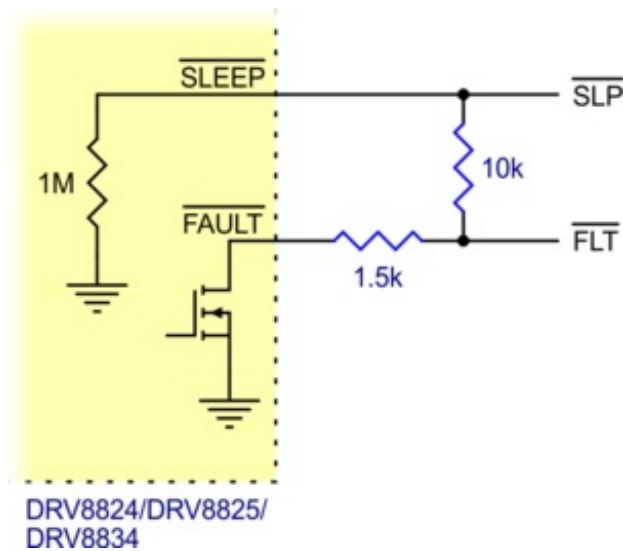 SLEEP
SLP
1M
10k
FAULT
FLT
1.5k
DRV8824/DRV8825/
DRV8834